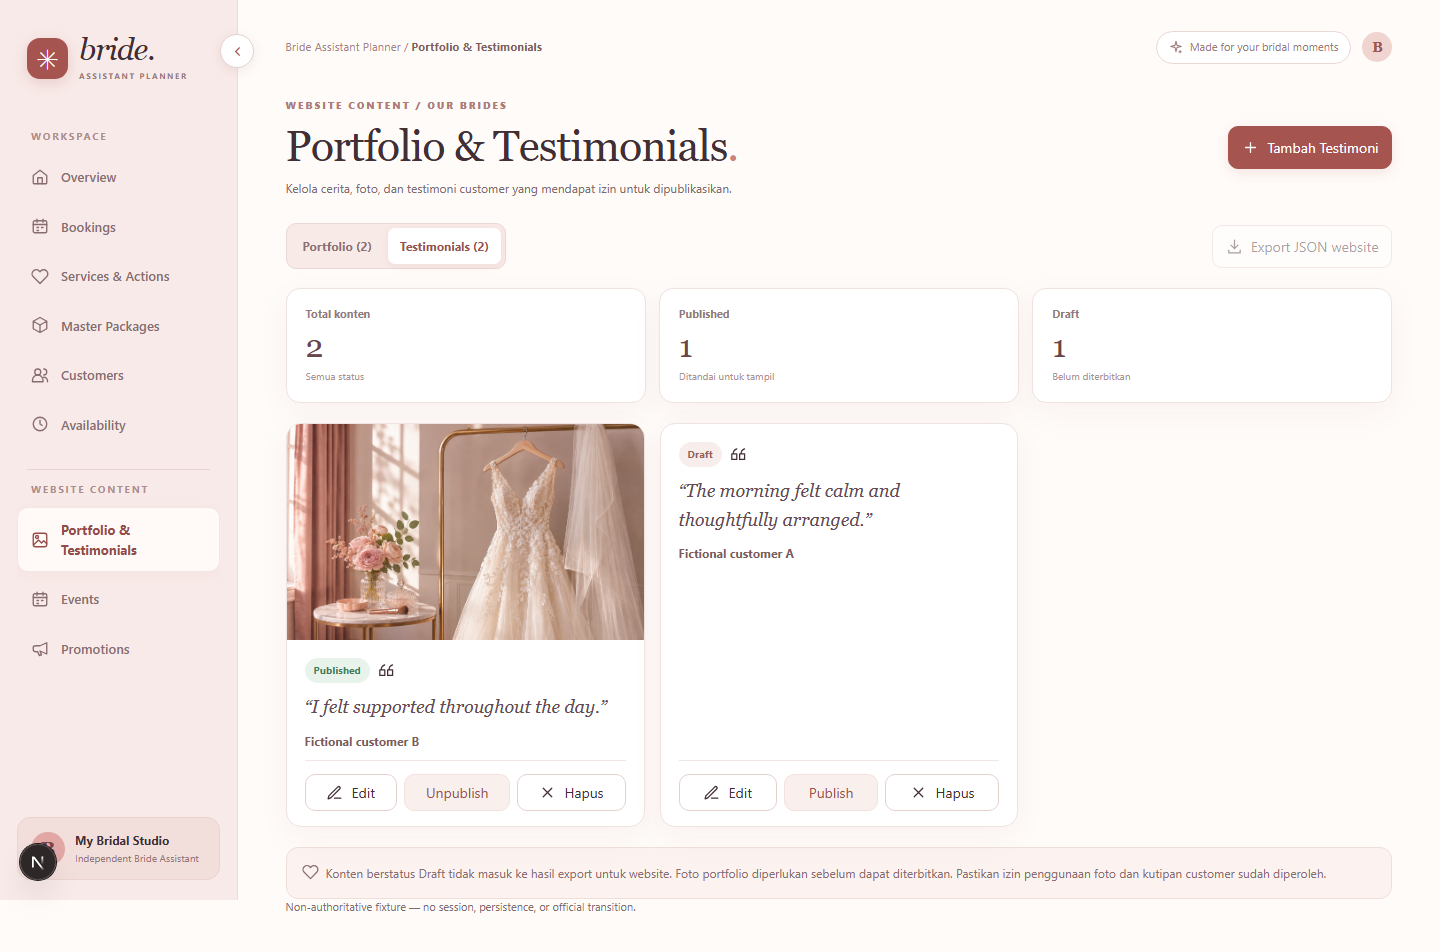 bride.
ASSISTANT PLANNER
WORKSPACE
Overview
Bookings
Services & Actions
Master Packages
Customers
Availability
WEBSITE CONTENT
Portfolio &
Testimonials
Events
Promotions
My Bridal Studio
Independent Bride Assistant
N
Bride Assistant Planner / Portfolio & Testimonials
Made for your bridal moments
B
WEBSITE CONTENT / OUR BRIDES
Portfolio & Testimonials.
Kelola cerita, foto, dan testimoni customer yang mendapat izin untuk dipublikasikan.
Tambah Testimoni
Portfolio (2)
Testimonials (2)
Export JSON website
Total konten
2
Semua status
Published
1
Ditandai untuk tampil
Draft
1
Belum diterbitkan
Published
“I felt supported throughout the day.”
Fictional customer B
Edit
Unpublish
Hapus
Draft
“The morning felt calm and
thoughtfully arranged.”
Fictional customer A
Edit
Publish
Hapus
Konten berstatus Draft tidak masuk ke hasil export untuk website. Foto portfolio diperlukan sebelum dapat diterbitkan. Pastikan izin penggunaan foto dan kutipan customer sudah diperoleh.
Non-authoritative fixture — no session, persistence, or official transition.